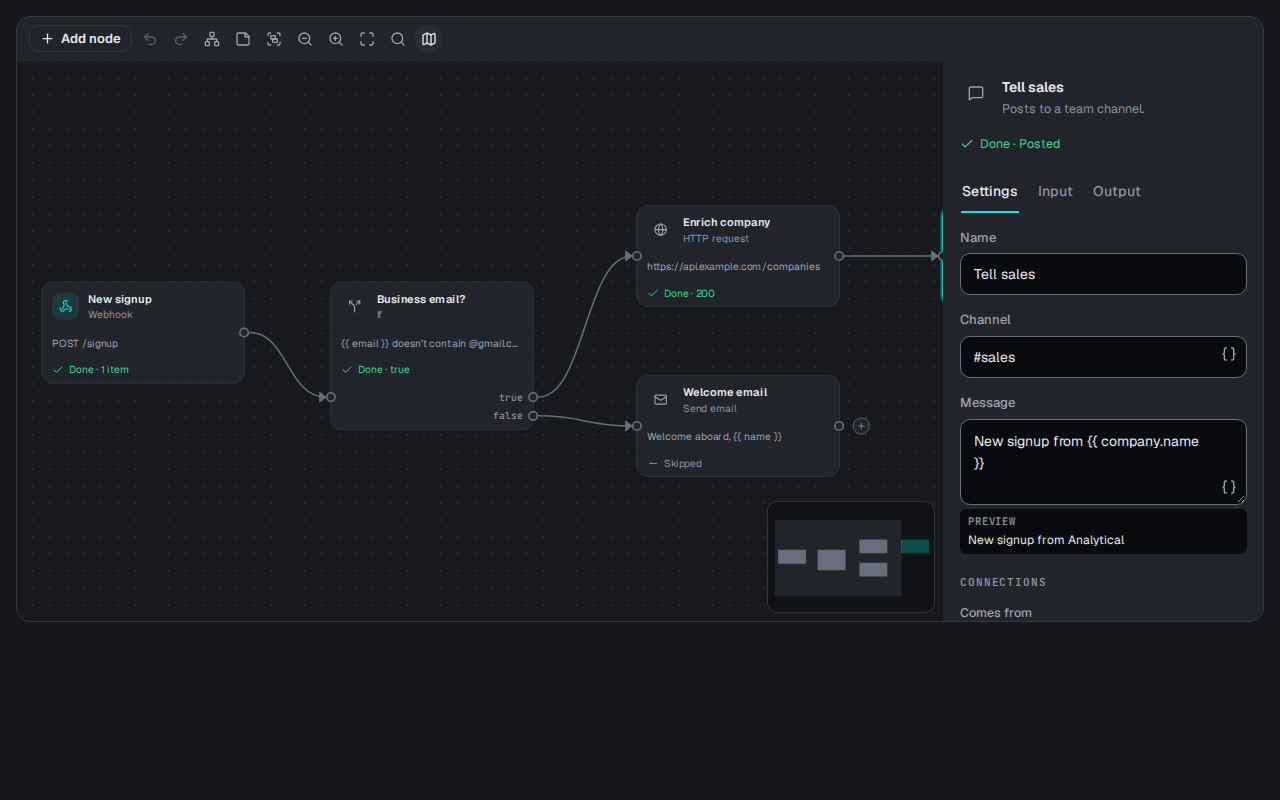 Add node
Tell sales
Posts to a team channel.
Done · Posted
Settings Input Output
Name
Tell sales
Channel
#sales
{}
Message
New signup from {{ company.name
}}
{}
PREVIEW
New signup from Analytical
CONNECTIONS
Comes from
New signup
Webhook
POST /signup
Done · 1 item
Business email?
If
{{ email }} doesn't contain @gmailc…
Done · true
true
false
Enrich company
HTTP request
https://api.example.com/companies
Done · 200
Welcome email
Send email
Welcome aboard, {{ name }}
Skipped